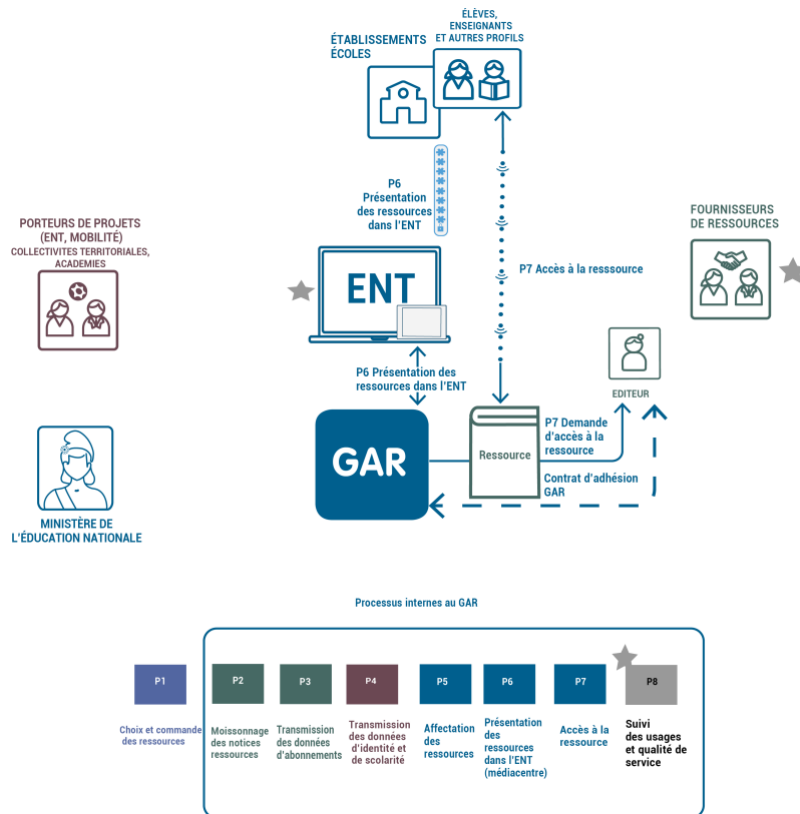 ÉLÈVES,
ENSEIGNANTS
ET AUTRES PROFILS
ÉTABLISSEMENTS
ÉCOLES
P6
Présentation
des ressources
dans l'ENT
PORTEURS DE PROJETS
(ENT, MOBILITÉ)
COLLECTIVITES TERRITORIALES,
ACADEMIES
FOURNISSEURS
DE RESSOURCES
P7 Accès à la resssource
ENT
P6 Présentation des
ressources dans l'ENT
EDITEUR
GAR
Ressource
P7 Demande
d'accès à la
ressource
Contrat d'adhésion
GAR
MINISTÈRE DE
L'ÉDUCATION NATIONALE
Processus internes au GAR
P1
P2
P3
P4
P5
P6
P7
P8
Choix et commande
des ressources
Moissonnage
des notices
ressources
Transmission
des données
d'abonnements
Transmission
des données
d'identité et
de scolarité
Affectation
des
ressources
Présentation
des
ressources
dans l'ENT
(médiacentre)
Accès à la
ressource
Suivi
des usages
et qualité de
service